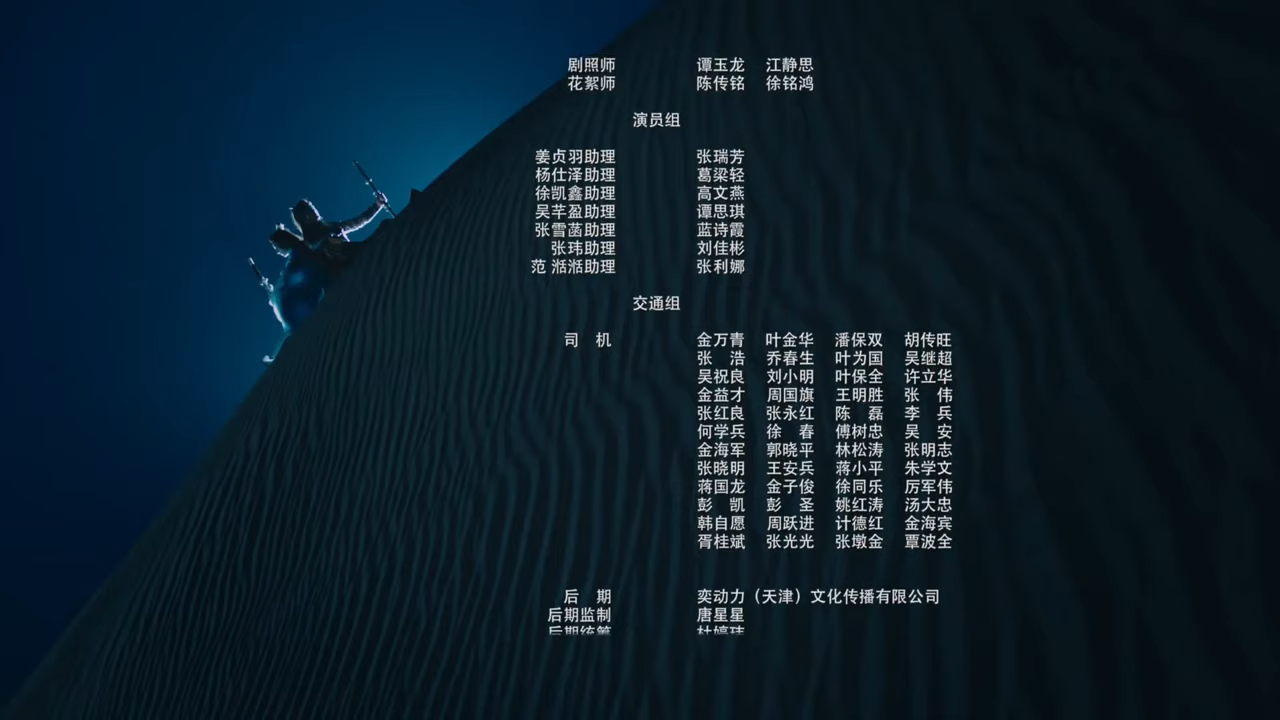 剧照师 谭玉龙 江静思
花絮师 陈传铭 徐铭鸿
演员组
姜贞羽助理 张瑞芳
杨仕泽助理 葛梁轻
徐凯鑫助理 高文燕
吴芊盈助理 谭思琪
张雪菡助理 蓝诗霞
张玮助理 刘佳彬
范湉湉助理 张利娜
交通组
司 机 金万青 叶金华 潘保双 胡传旺
张 浩 乔春生 叶为国 吴继超
吴祝良 刘小明 叶保全 许立华
金益才 周国旗 王明胜 张 伟
张红良 张永红 陈 磊 李 兵
何学兵 徐 春 傅树忠 吴 安
金海军 郭晓平 林松涛 张明志
张晓明 王安兵 蒋小平 朱学文
蒋国龙 金子俊 徐同乐 厉军伟
彭 凯 彭 圣 姚红涛 汤大忠
韩自愿 周跃进 计德红 金海宾
胥桂斌 张光光 张墩金 覃波全
后 期 奕动力（天津）文化传播有限公司
后期监制 唐星星
后期统筹